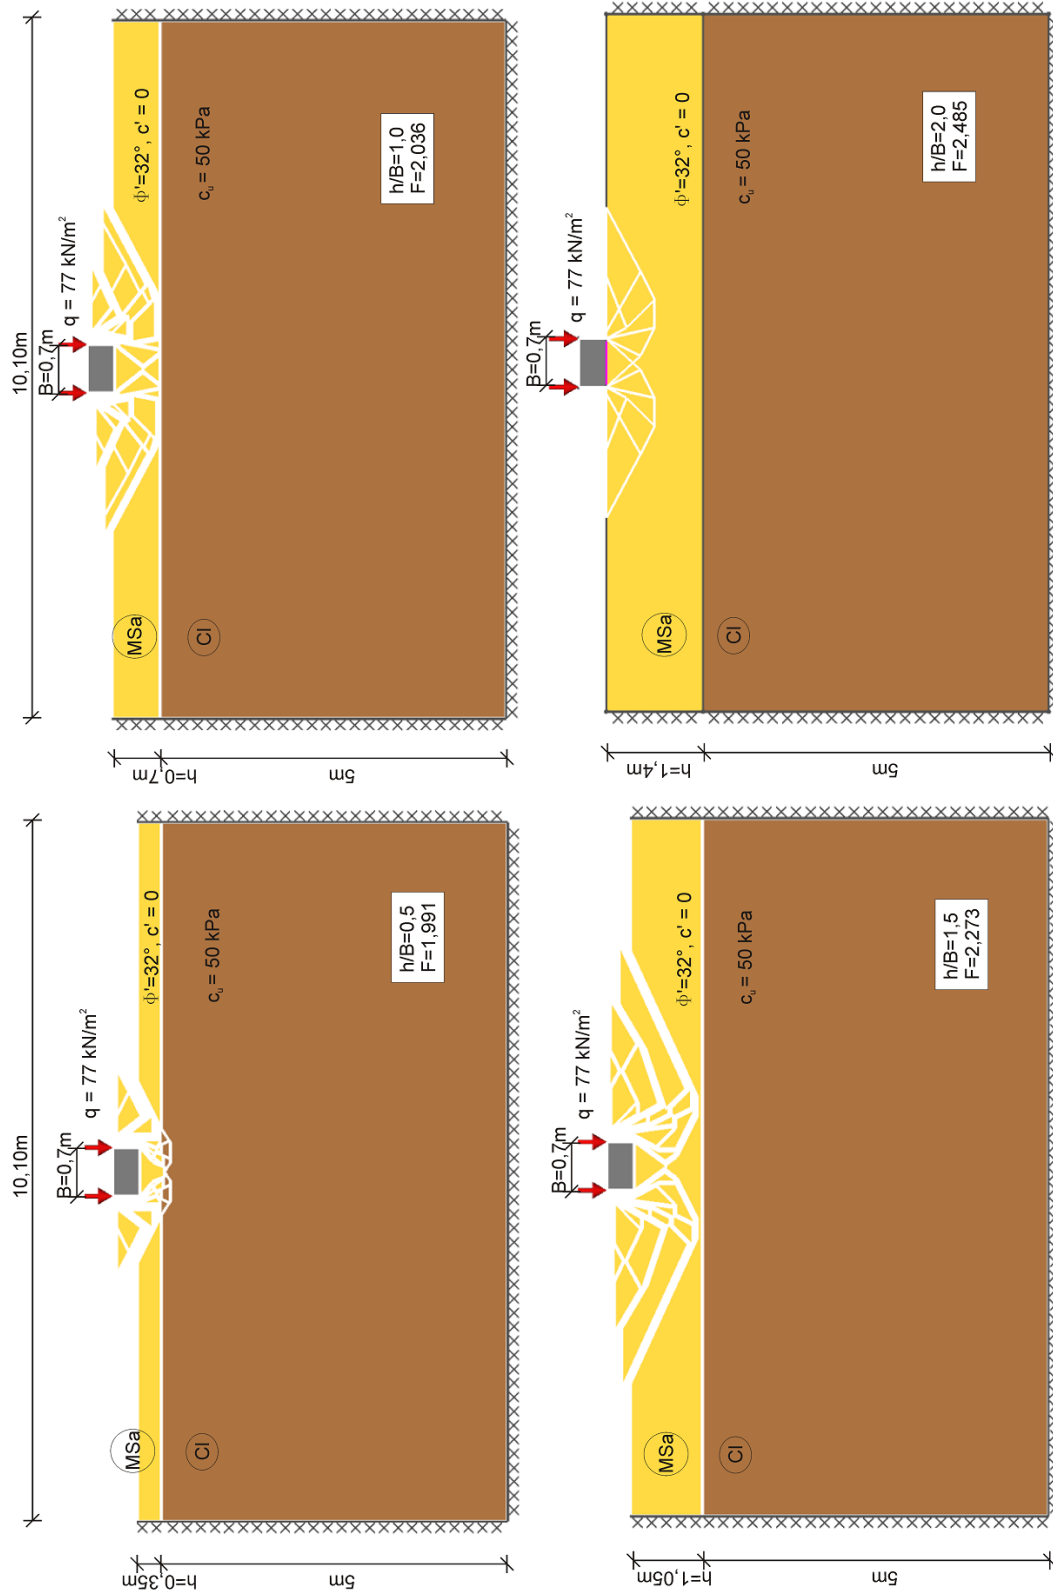 10,10m
B=0,7m
q = 77 kN/m²
MSa
Φ'=32°, c' = 0
Cl
cᵤ = 50 kPa
h/B=0,5
F=1,991
h=0,35m
5m
10,10m
B=0,7m
q = 77 kN/m²
MSa
Φ'=32°, c' = 0
Cl
cᵤ = 50 kPa
h/B=1,0
F=2,036
h=0,7m
5m
B=0,7m
q = 77 kN/m²
MSa
Φ'=32°, c' = 0
Cl
cᵤ = 50 kPa
h/B=1,5
F=2,273
h=1,05m
5m
B=0,7m
q = 77 kN/m²
MSa
Φ'=32°, c' = 0
Cl
cᵤ = 50 kPa
h/B=2,0
F=2,485
h=1,4m
5m